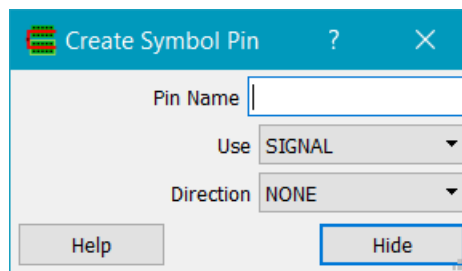 Create Symbol Pin ?
Pin Name
Use SIGNAL
Direction NONE
Help Hide